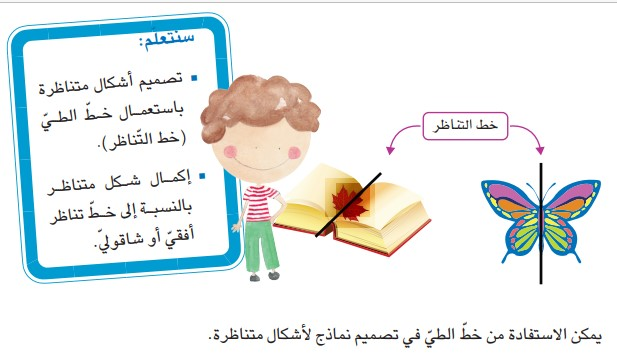 سنتعلم:
▪ تصميم أشكال متناظرة
باستعمال خطّ الطيّ
(خط التّناظر).
▪ إكمال شكل متناظر
بالنسبة إلى خطّ تناظر
أفقيّ أو شاقوليّ.
خط التناظر
يمكن الاستفادة من خطّ الطيّ في تصميم نماذج لأشكال متناظرة.